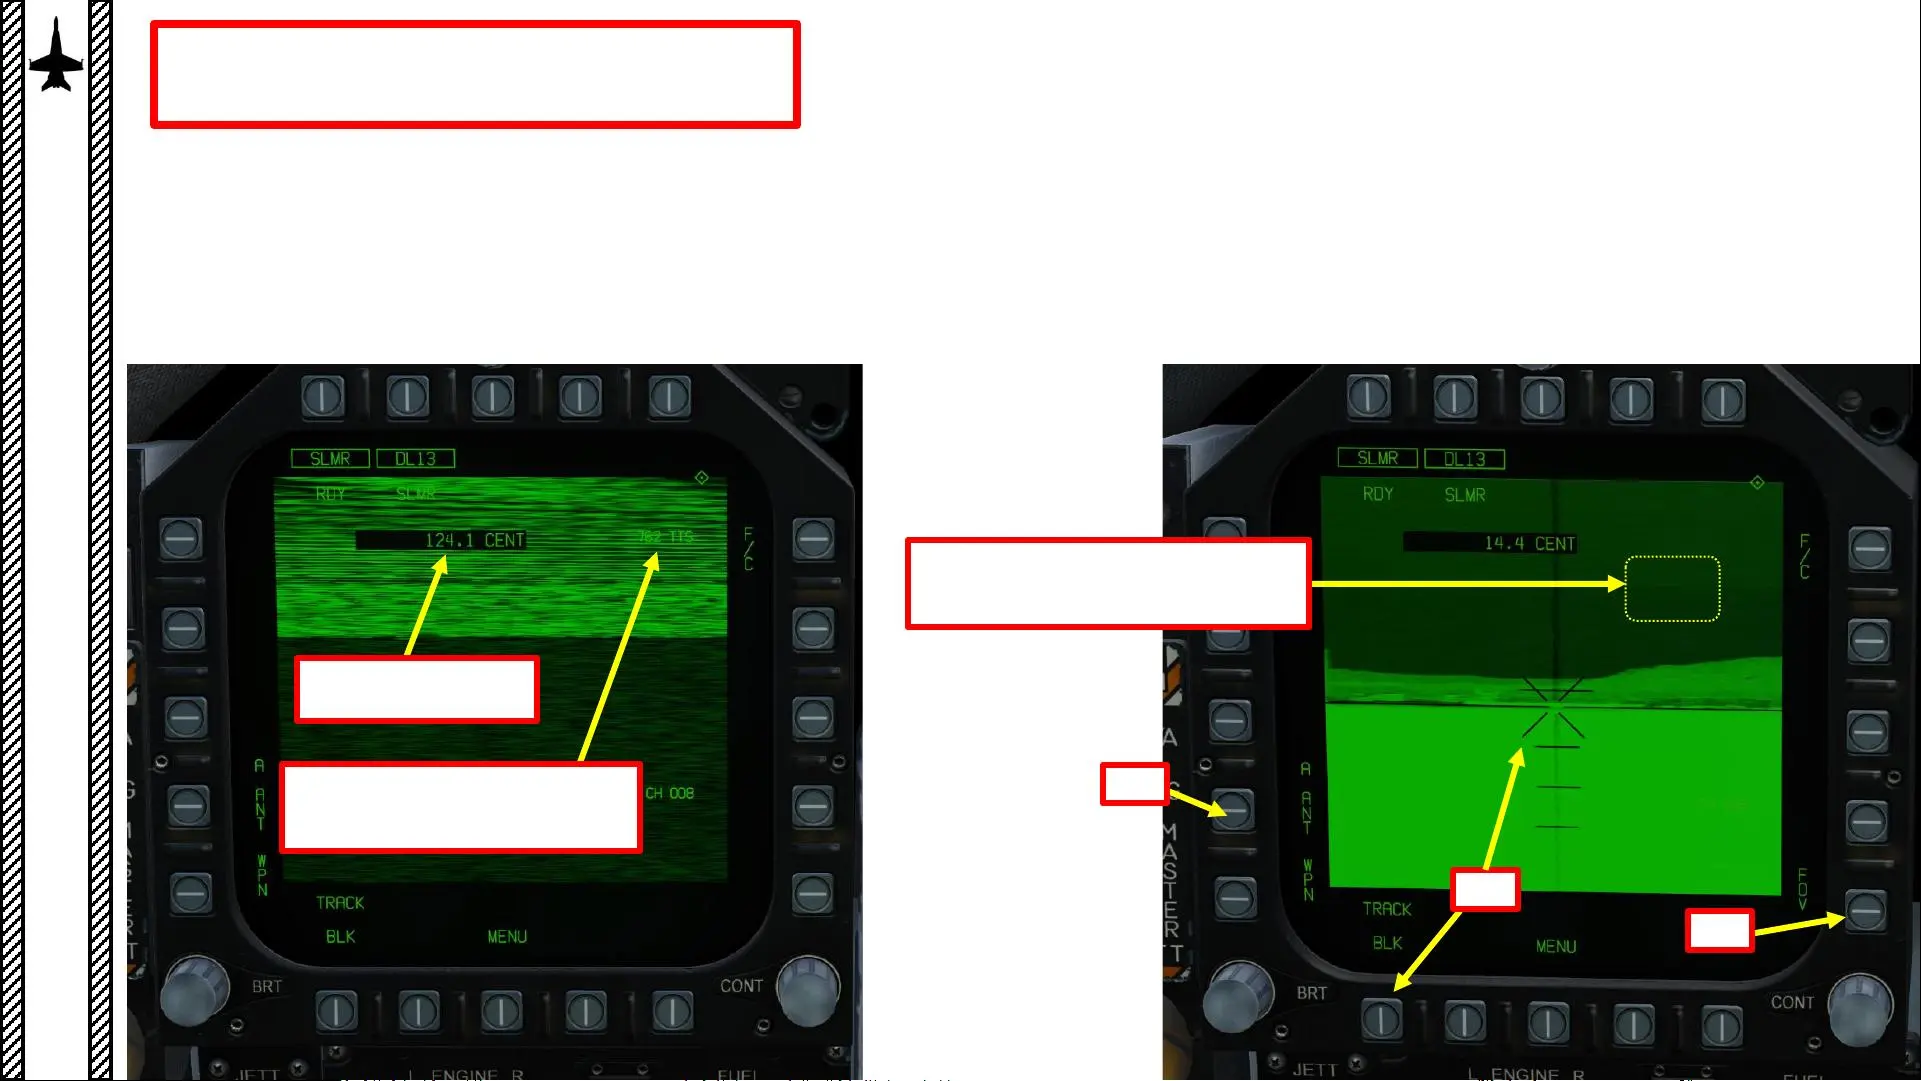 SLMR DL13
RDY SLMR
124.1 CENT
782 TTS
F/C
A
ANT
CH 008
WPN
TRACK
BLK
MENU
BRT
CONT
JETT
L ENGINE R
FUEL
SLMR DL13
RDY SLMR
14.4 CENT
F/C
A
A
ANT
MASTER
WPN
FOV
TRACK
BLK
MENU
BRT
CONT
JETT
L ENGINE R